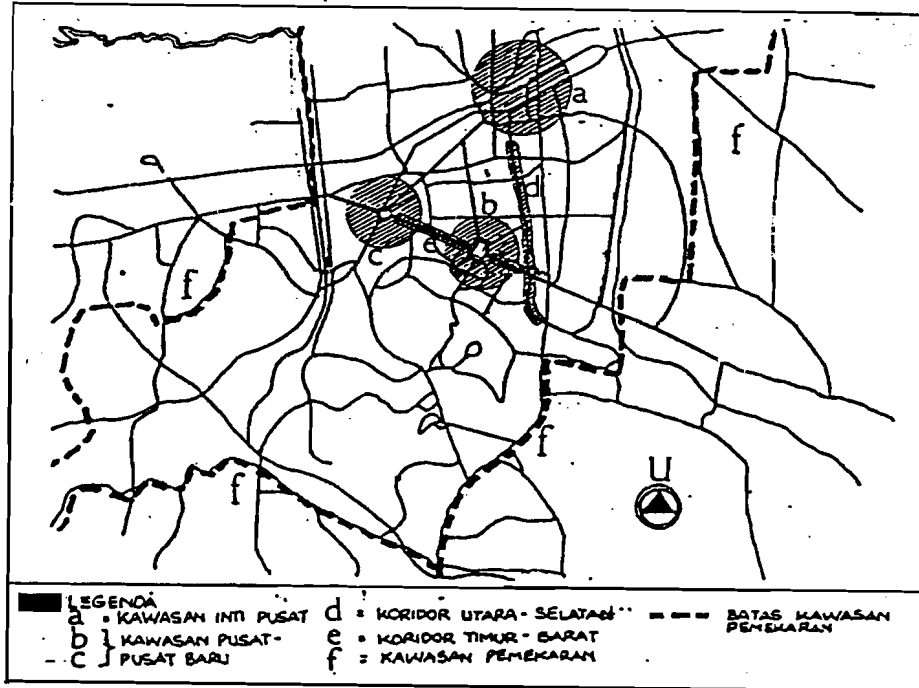 a
f
d
b
e
c
f
f
f
U
LEGENDA
a = KAWASAN INTI PUSAT
b } KAWASAN PUSAT-
c } PUSAT BARU
d = KORIDOR UTARA-SELATAN
e = KORIDOR TIMUR-BARAT
f = KAWASAN PEMEKARAN
BATAS KAWASAN
PEMEKARAN